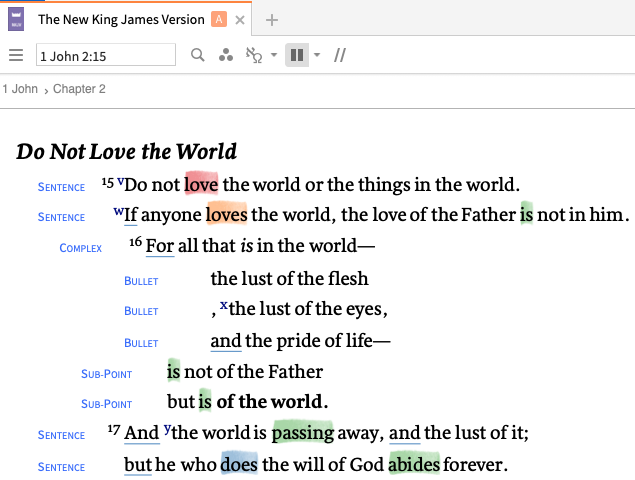 The New King James Version A
1 John 2:15
1 John › Chapter 2
Do Not Love the World
SENTENCE 15 vDo not love the world or the things in the world.
SENTENCE wIf anyone loves the world, the love of the Father is not in him.
COMPLEX 16 For all that is in the world—
BULLET the lust of the flesh
BULLET , xthe lust of the eyes,
BULLET and the pride of life—
SUB-POINT is not of the Father
SUB-POINT but is of the world.
SENTENCE 17 And ythe world is passing away, and the lust of it;
SENTENCE but he who does the will of God abides forever.